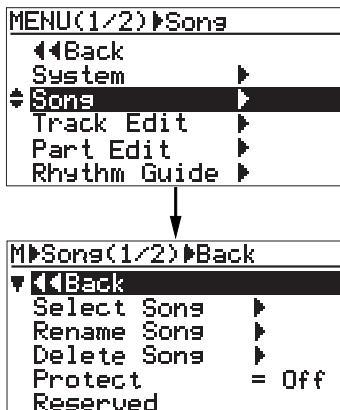 MENU(1/2)▶Song
◀◀Back
System ▶
Song ▶
Track Edit ▶
Part Edit ▶
Rhythm Guide ▶
M▶Song(1/2)▶Back
◀◀Back
Select Song ▶
Rename Song ▶
Delete Song ▶
Protect = Off
Reserved